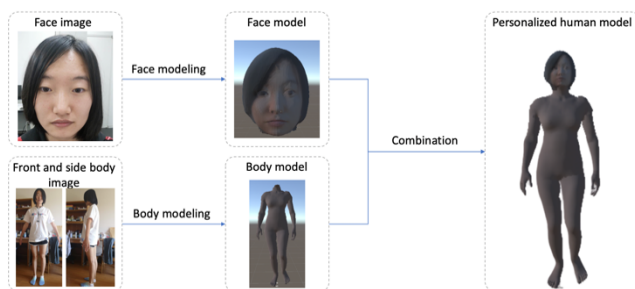 Face image
Face model
Personalized human model
Face modeling
Combination
Front and side body
image
Body model
Body modeling